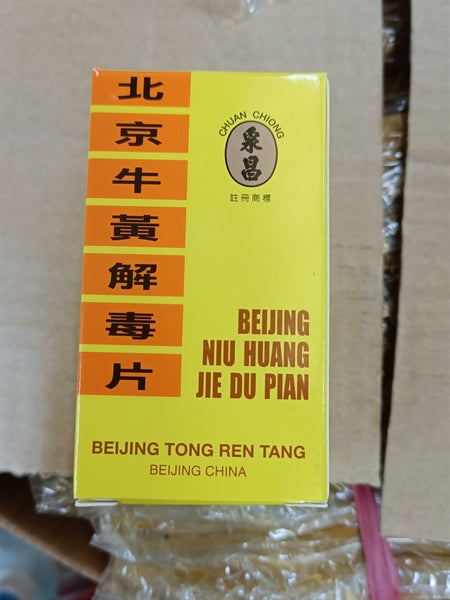 北京牛黃解毒片
CHUAN CHIONG
泉昌
註冊商標
BEIJING
NIU HUANG
JIE DU PIAN
BEIJING TONG REN TANG
BEIJING CHINA